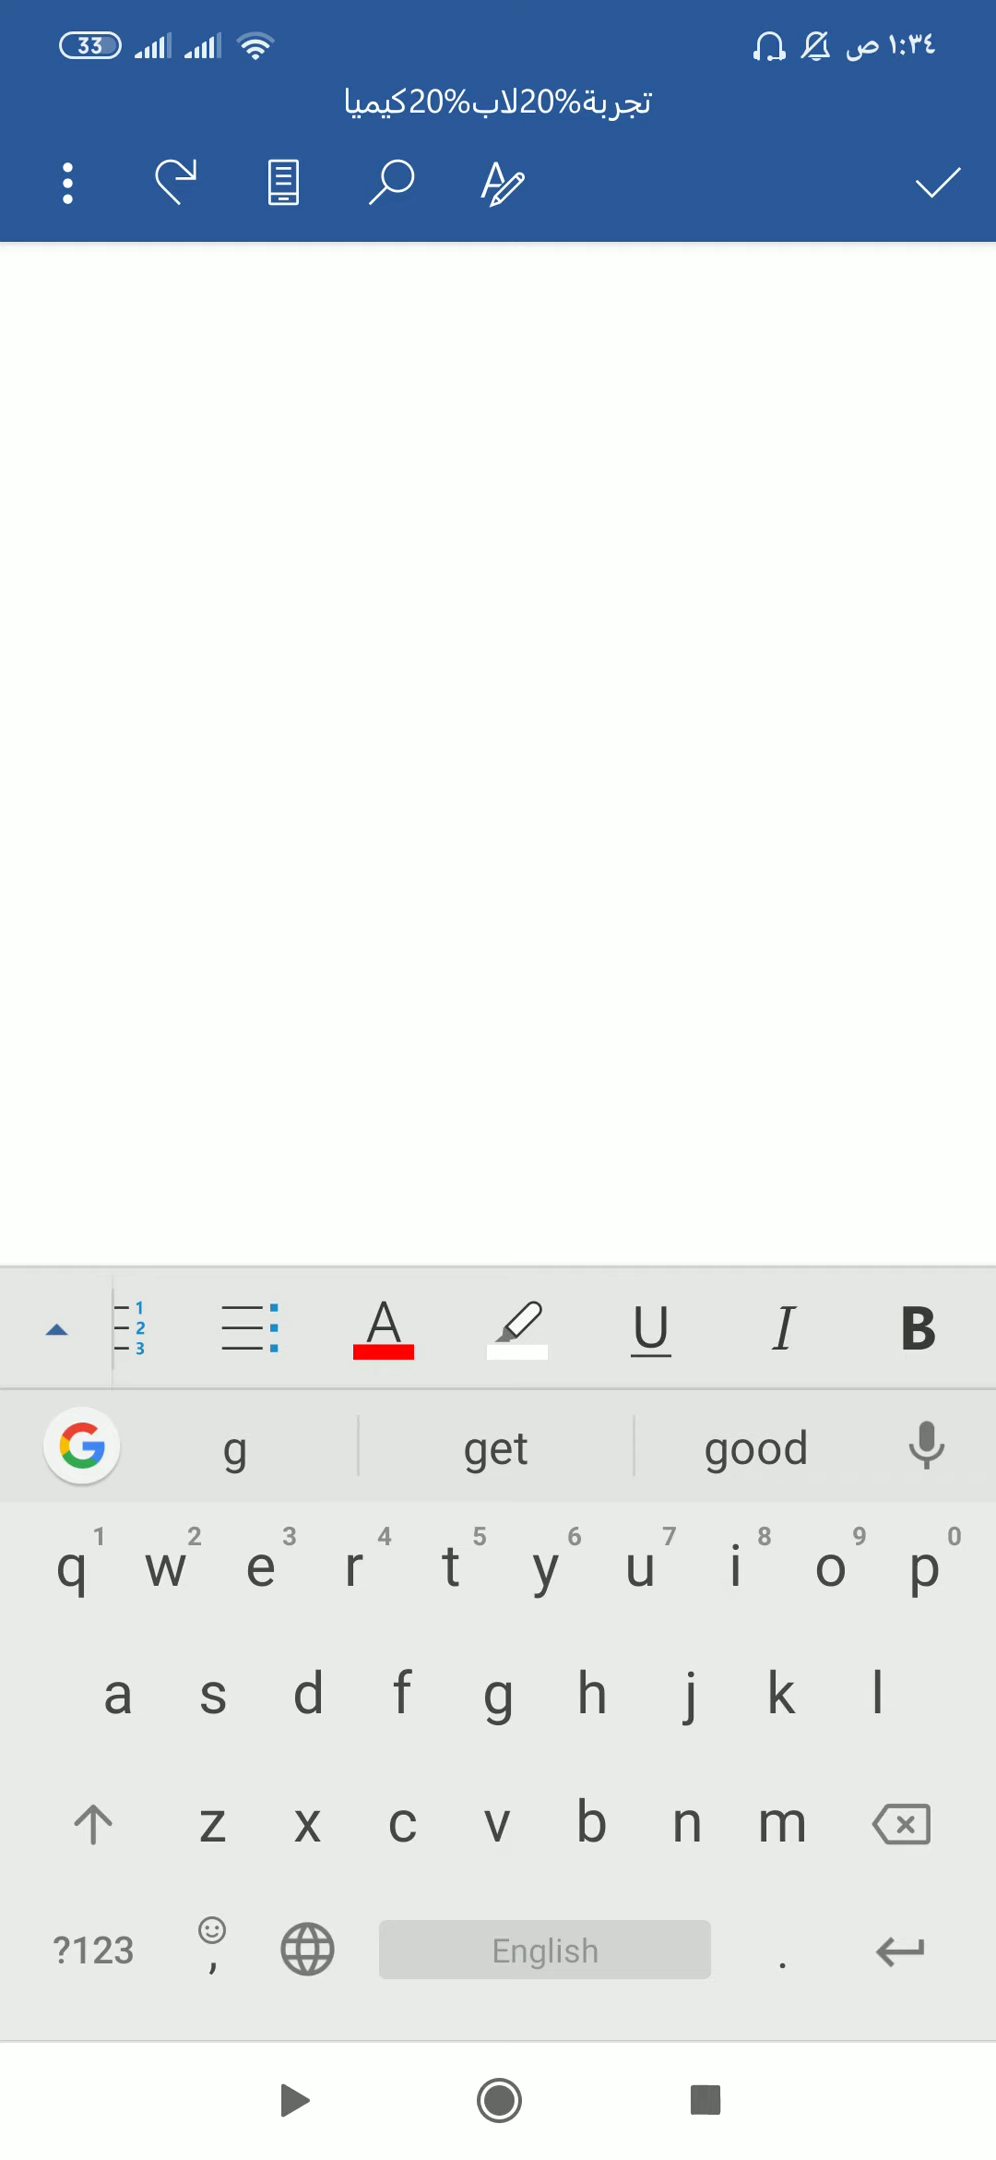 33
١:٣٤ ص
تجربة%20لاب%20كيميا
1
2
3
A U I B
g get good
1 2 3 4 5 6 7 8 9 0
q w e r t y u i o p
a s d f g h j k l
z x c v b n m
?123 , English .